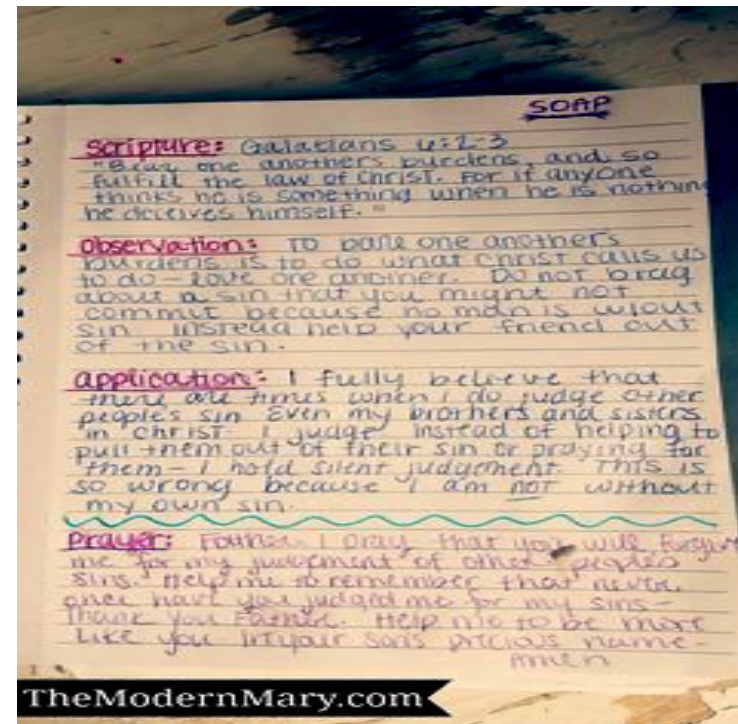 SOAP
Scripture: Galatians 6:2-3
"Bear one anothers burdens, and so
fulfill the law of Christ. For if anyone
thinks he is something when he is nothing
he deceives himself."
Observation: To bare one anothers
burdens is to do what Christ calls us
to do - love one another. Do not brag
about a sin that you might not
commit because no man is w/out
sin instead help your friend out
of the sin.
Application: I fully believe that
there are times when I do judge other
people's sin Even my brothers and sisters
in Christ I judge instead of helping to
pull them out of their sin or praying for
them - I hold silent judgement This is
so wrong because I am not without
my own sin.
Prayer: Father I pray that you will forgive
me for my judgement of other peoples
sins. Help me to remember that never
once have you judged me for my sins-
Thank you Father. Help me to be more
like you In your son's precious name-
Amen
TheModernMary.com